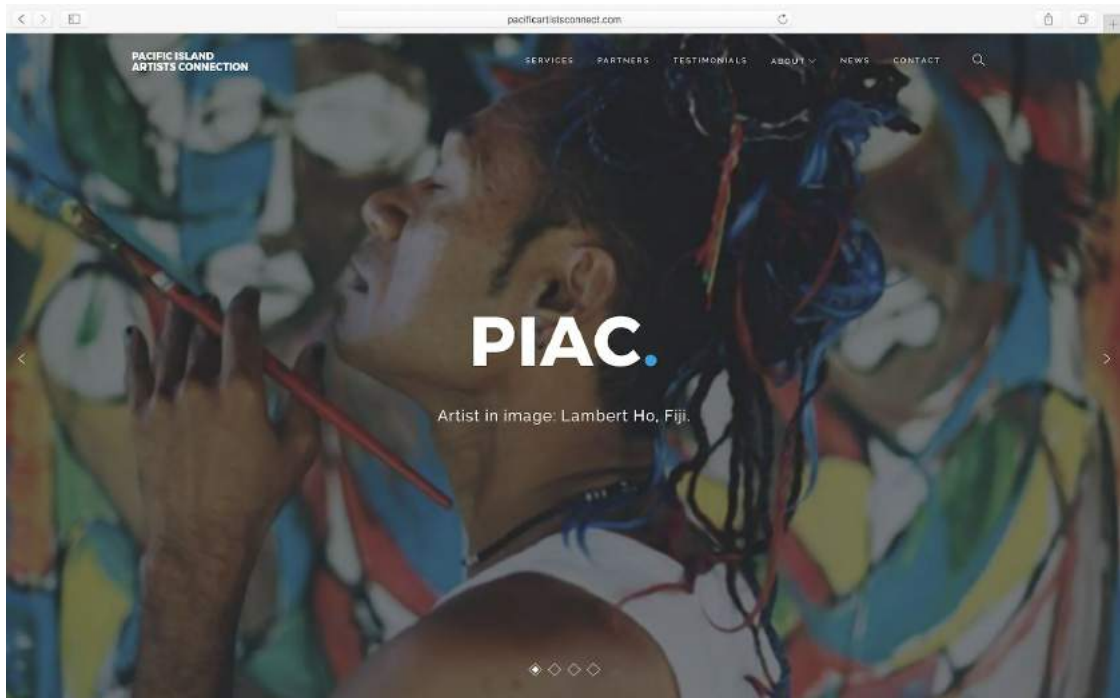 pacificartistsconnect.com
PACIFIC ISLAND
ARTISTS CONNECTION
SERVICES PARTNERS TESTIMONIALS ABOUT NEWS CONTACT
PIAC.
Artist in image: Lambert Ho, Fiji.